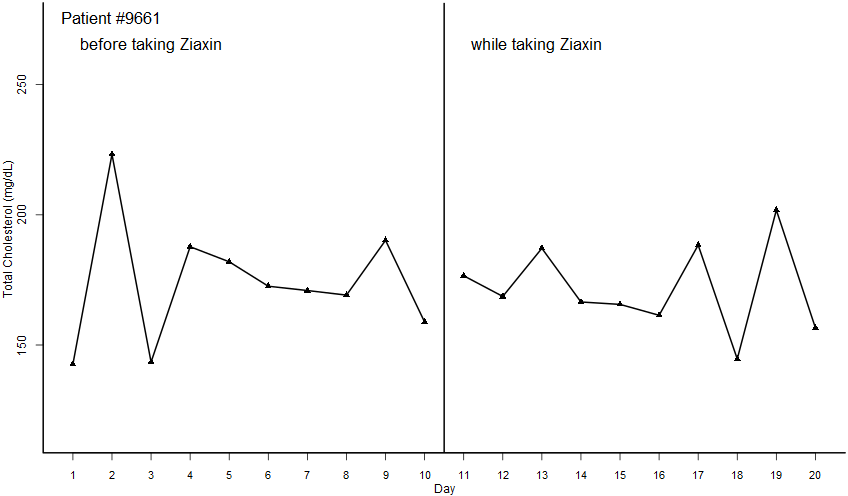 Patient #9661
before taking Ziaxin
while taking Ziaxin
250
200
150
Total Cholesterol (mg/dL)
1 2 3 4 5 6 7 8 9 10 11 12 13 14 15 16 17 18 19 20
Day